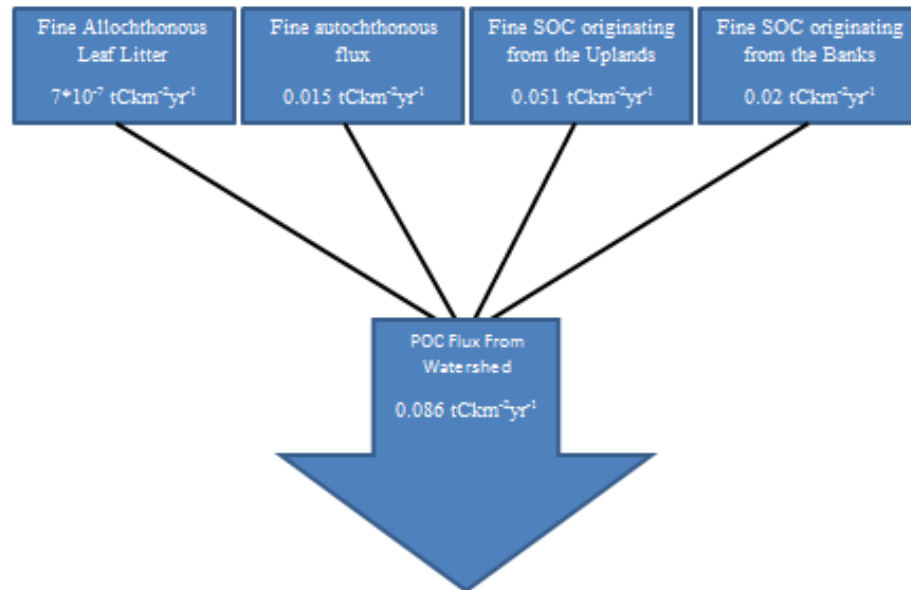 Fine Allochthonous
Leaf Litter
7*10⁻⁷ tCkm⁻²yr⁻¹
Fine autochthonous
flux
0.015 tCkm⁻²yr⁻¹
Fine SOC originating
from the Uplands
0.051 tCkm⁻²yr⁻¹
Fine SOC originating
from the Banks
0.02 tCkm⁻²yr⁻¹
POC Flux From
Watershed
0.086 tCkm⁻²yr⁻¹